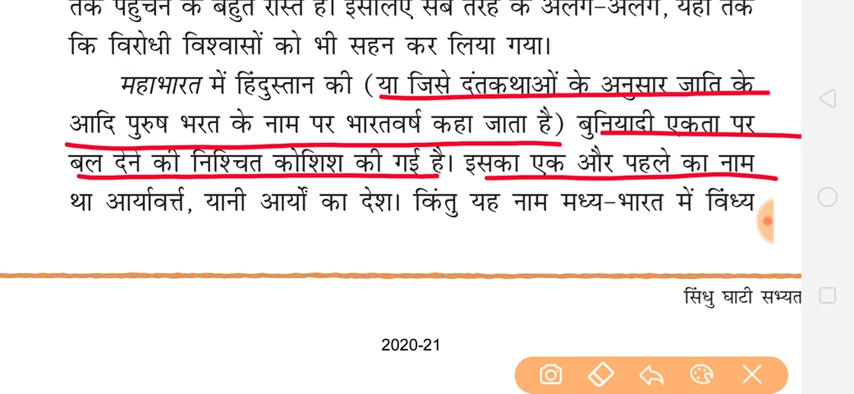 तक पहुँचने के बहुत रास्ते हैं। इसीलिए सब तरह के अलग-अलग, यहाँ तक
कि विरोधी विश्वासों को भी सहन कर लिया गया।
महाभारत में हिंदुस्तान की (या जिसे दंतकथाओं के अनुसार जाति के
आदि पुरुष भरत के नाम पर भारतवर्ष कहा जाता है) बुनियादी एकता पर
बल देने की निश्चित कोशिश की गई है। इसका एक और पहले का नाम
था आर्यावर्त्त, यानी आर्यों का देश। किंतु यह नाम मध्य-भारत में विंध्य
सिंधु घाटी सभ्यत
2020-21